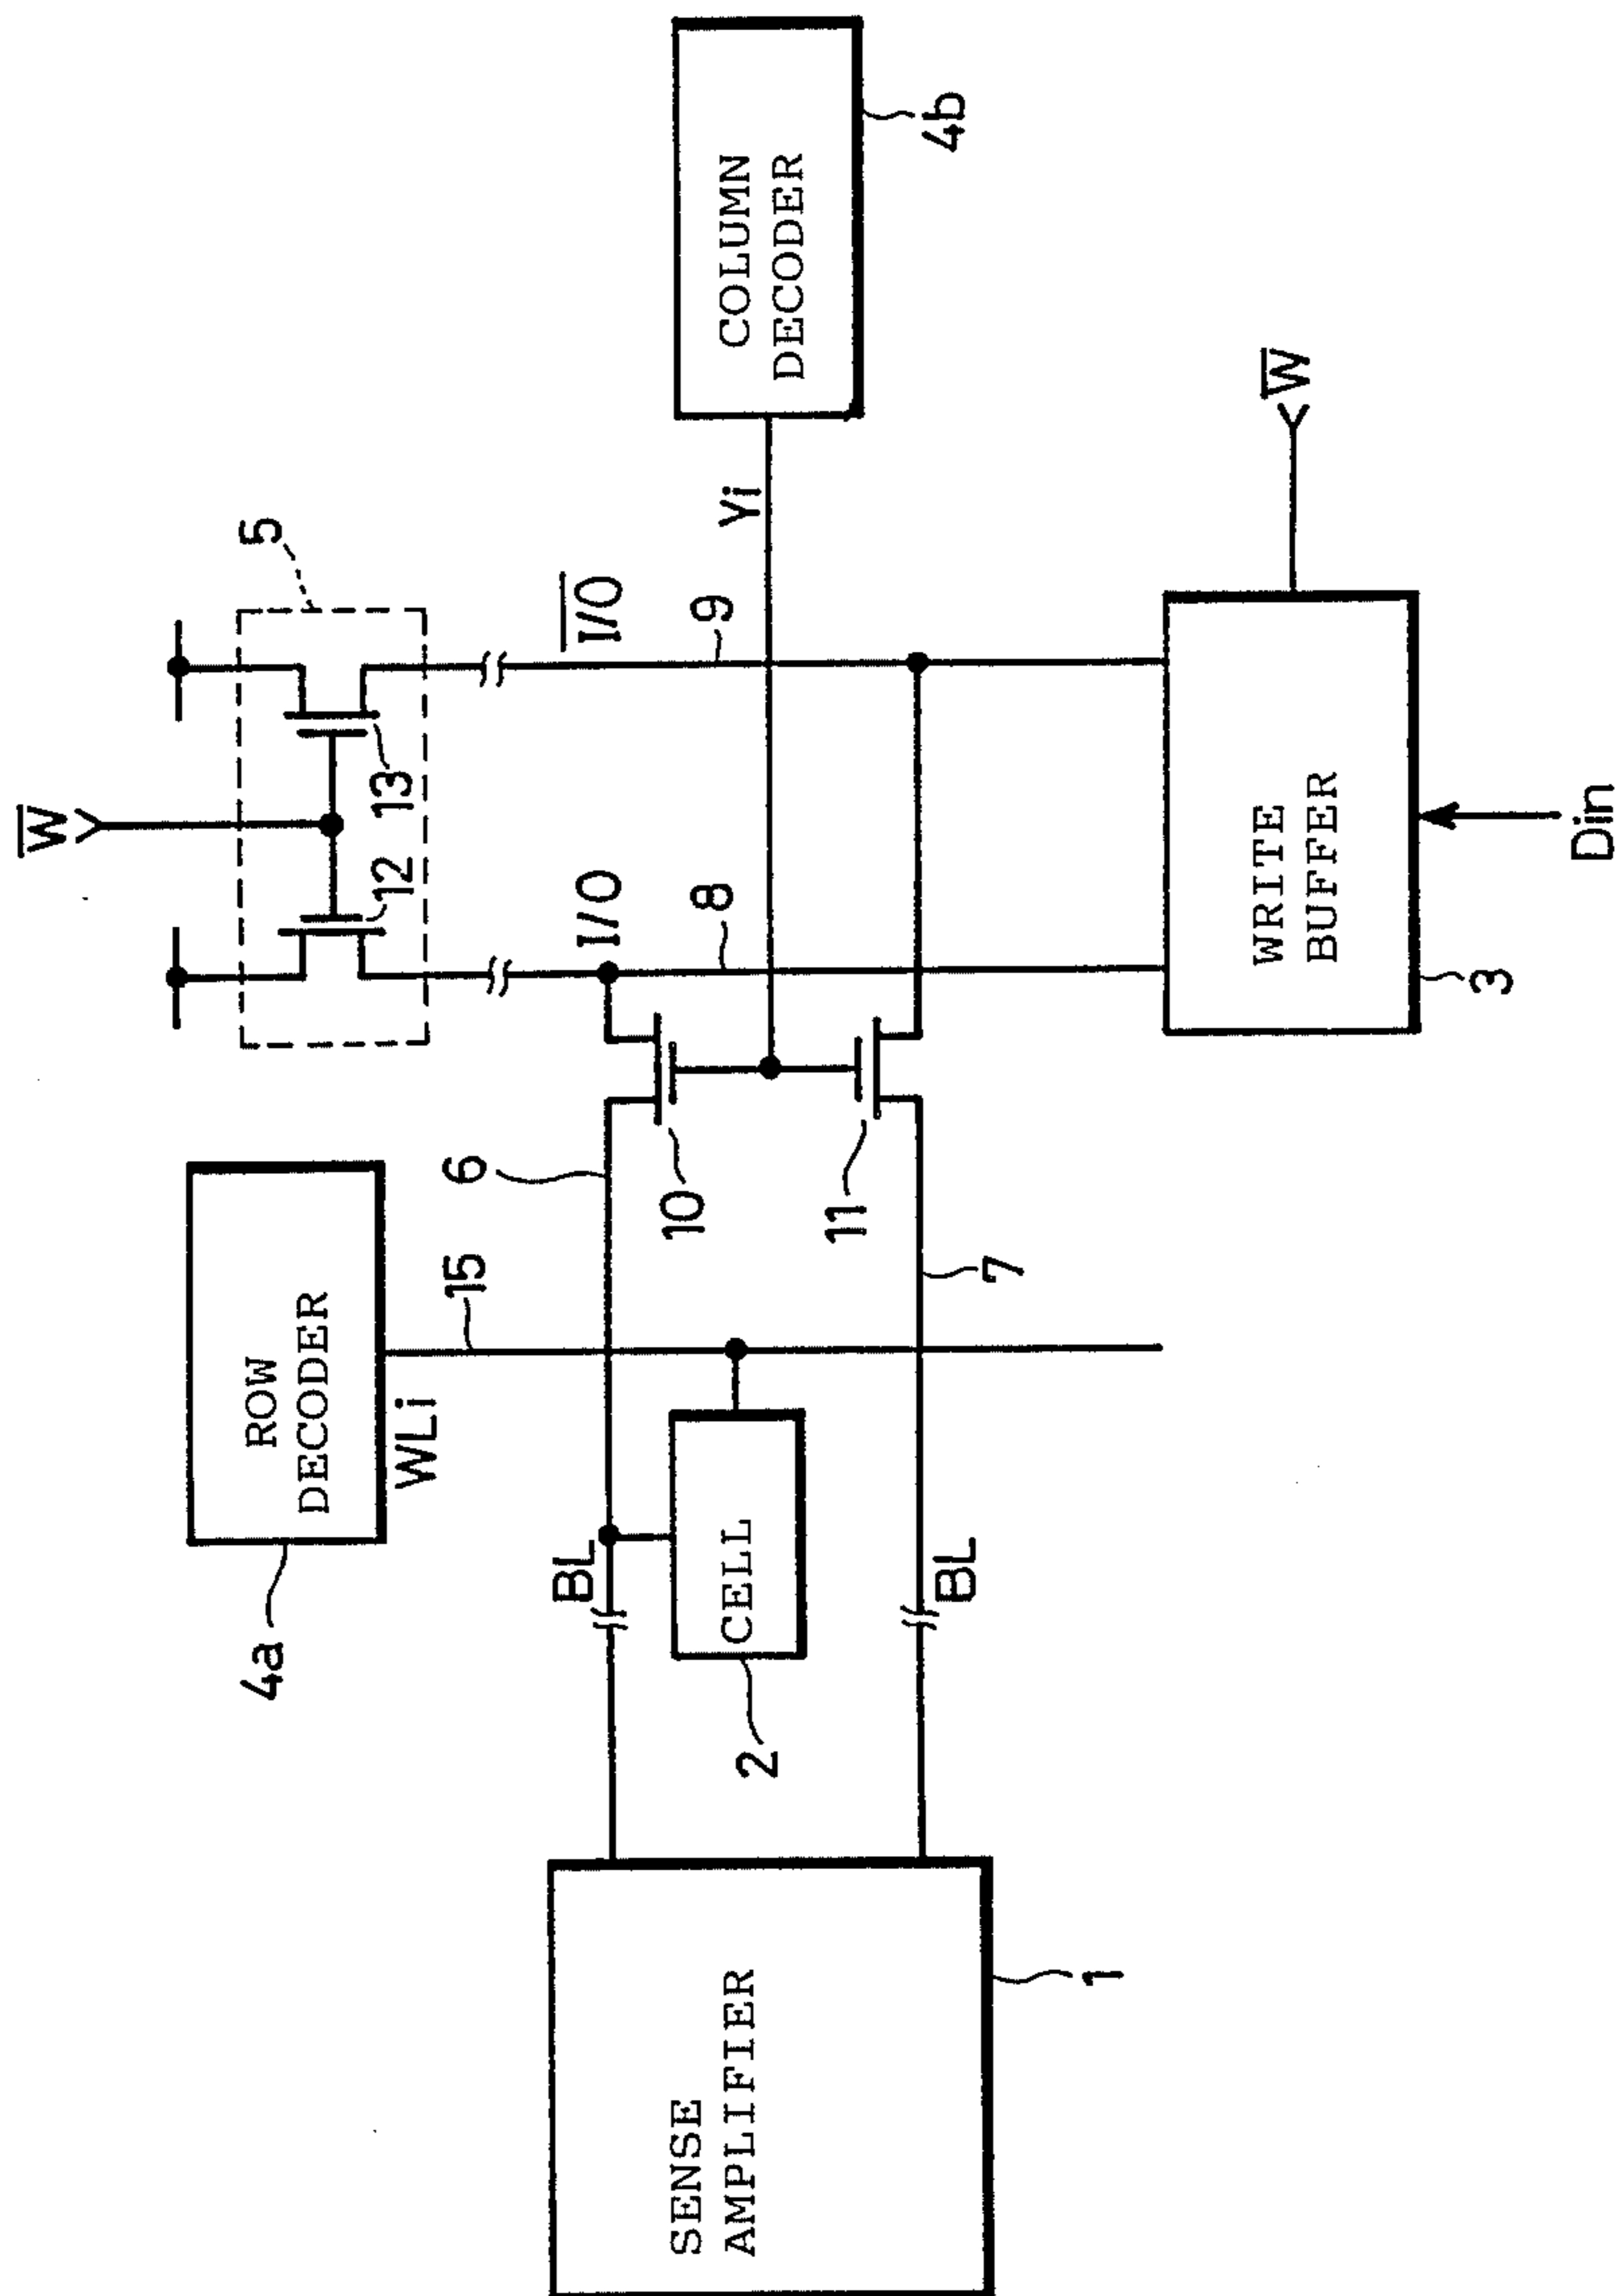 W̅
5
4a
ROW
DECODER
12
13
WLi
15
6
BL
I/O
I̅/̅O̅
SENSE
AMPLIFIER
10
8
9
CELL
Yi
COLUMN
DECODER
2
11
BL
4b
7
1
WRITE
BUFFER
W̅
3
Din